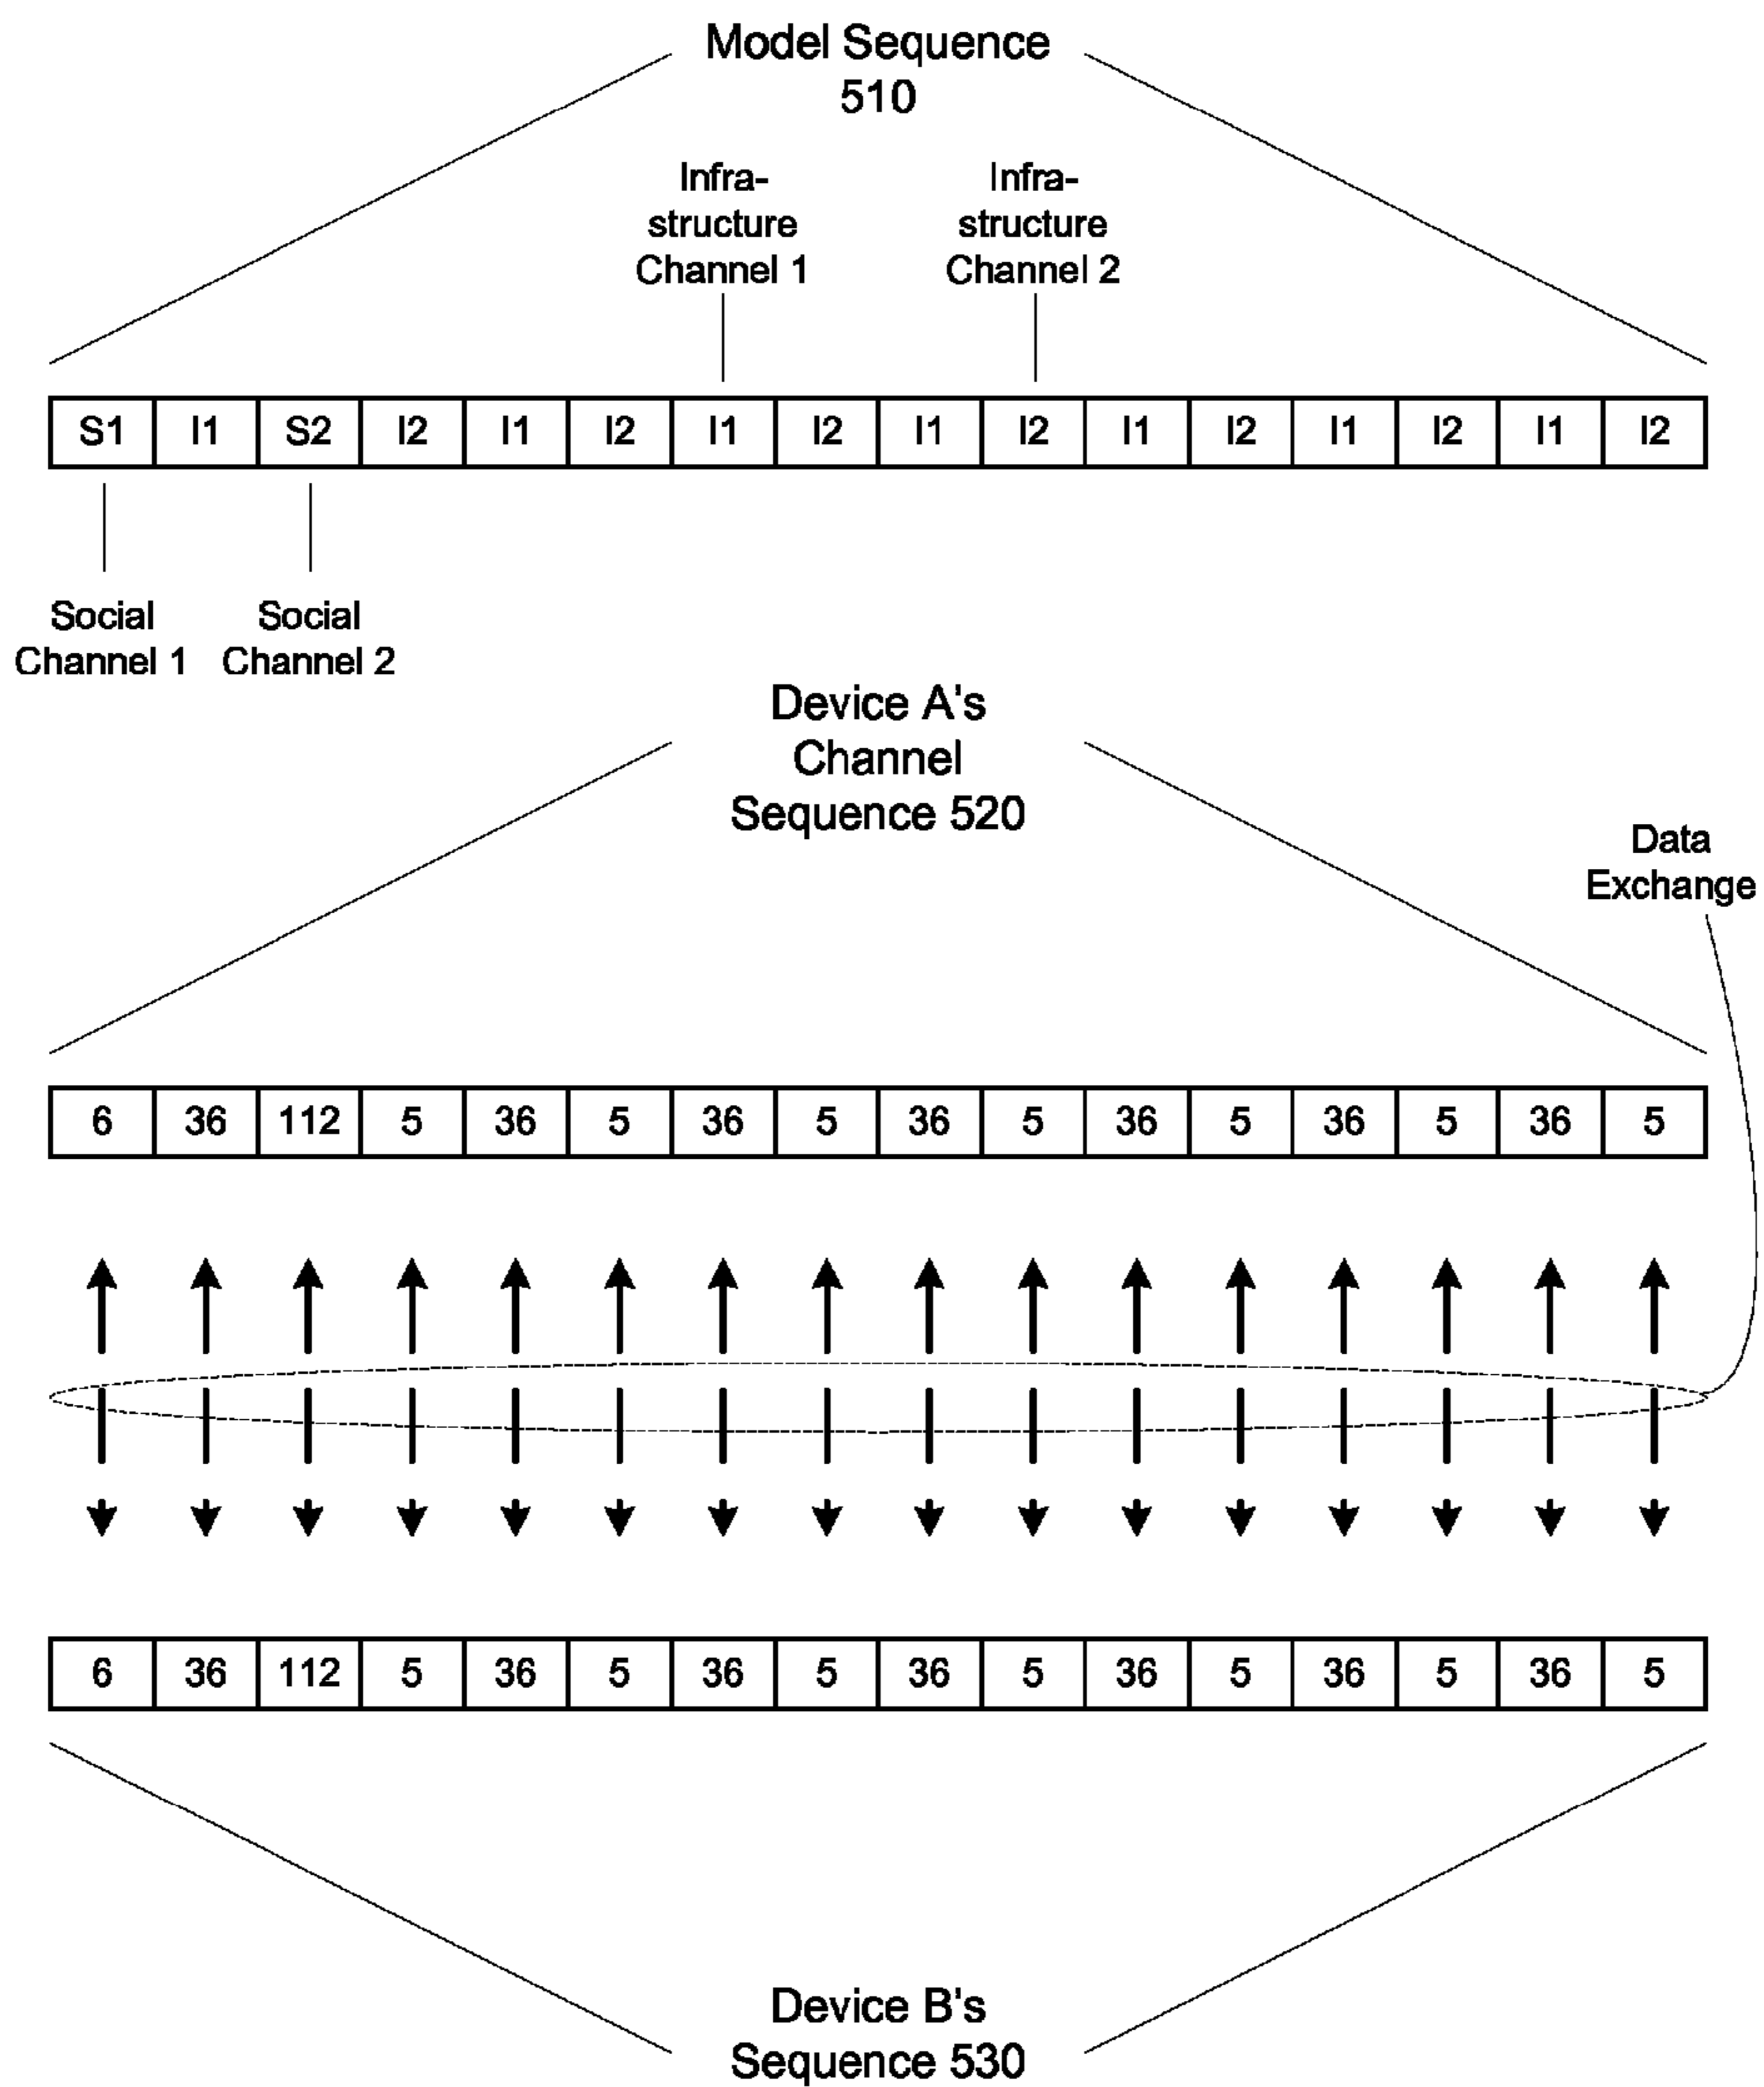 Model Sequence
510
Infra-
structure
Channel 1
Infra-
structure
Channel 2
S1 I1 S2 I2 I1 I2 I1 I2 I1 I2 I1 I2 I1 I2 I1 I2
Social
Channel 1
Social
Channel 2
Device A's
Channel
Sequence 520
Data
Exchange
6 36 112 5 36 5 36 5 36 5 36 5 36 5 36 5
6 36 112 5 36 5 36 5 36 5 36 5 36 5 36 5
Device B's
Sequence 530